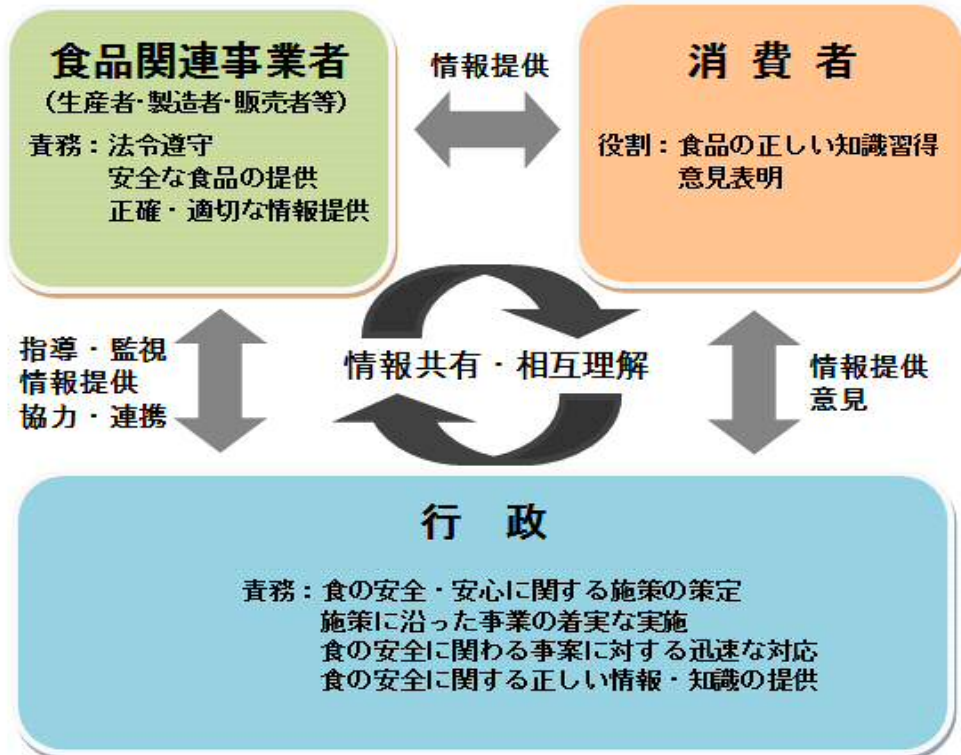 食品関連事業者
（生産者・製造者・販売者等）
責務：法令遵守
安全な食品の提供
正確・適切な情報提供
情報提供
消費者
役割：食品の正しい知識習得
意見表明
指導・監視
情報提供
協力・連携
情報共有・相互理解
情報提供
意見
行政
責務：食の安全・安心に関する施策の策定
施策に沿った事業の着実な実施
食の安全に関わる事案に対する迅速な対応
食の安全に関する正しい情報・知識の提供